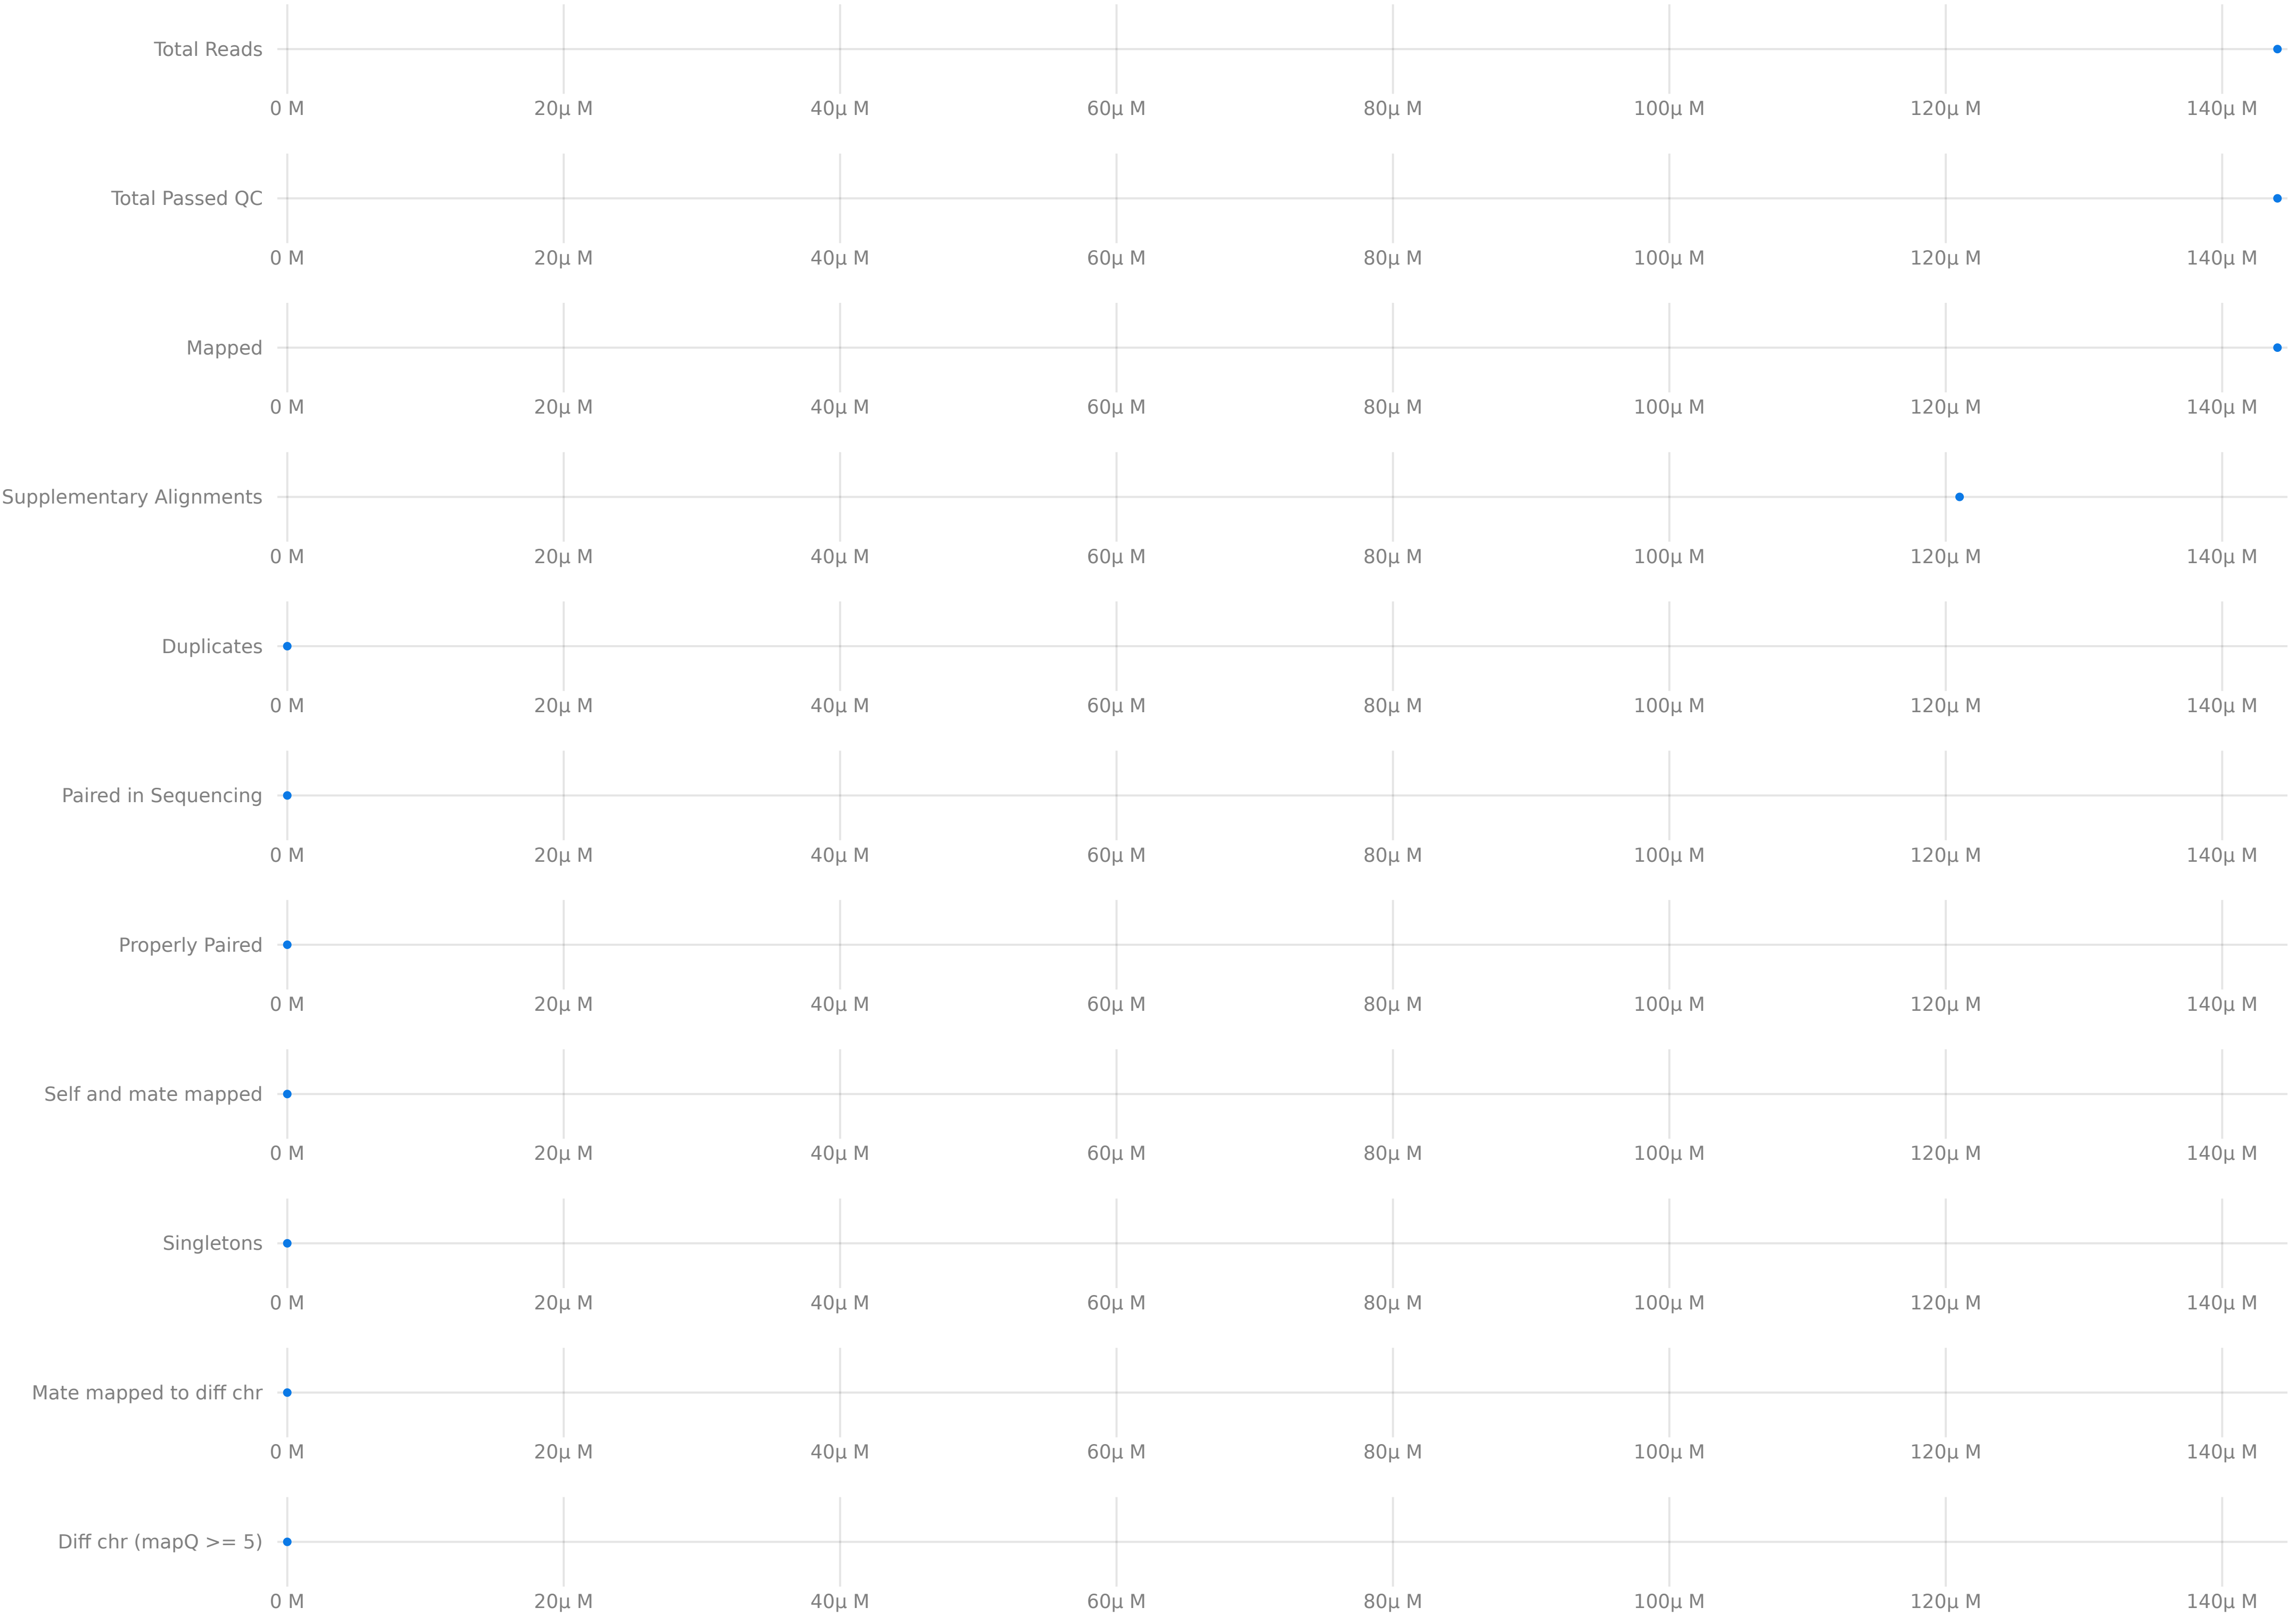 Total Reads
0 M 20μ M 40μ M 60μ M 80μ M 100μ M 120μ M 140μ M
Total Passed QC
0 M 20μ M 40μ M 60μ M 80μ M 100μ M 120μ M 140μ M
Mapped
0 M 20μ M 40μ M 60μ M 80μ M 100μ M 120μ M 140μ M
Supplementary Alignments
0 M 20μ M 40μ M 60μ M 80μ M 100μ M 120μ M 140μ M
Duplicates
0 M 20μ M 40μ M 60μ M 80μ M 100μ M 120μ M 140μ M
Paired in Sequencing
0 M 20μ M 40μ M 60μ M 80μ M 100μ M 120μ M 140μ M
Properly Paired
0 M 20μ M 40μ M 60μ M 80μ M 100μ M 120μ M 140μ M
Self and mate mapped
0 M 20μ M 40μ M 60μ M 80μ M 100μ M 120μ M 140μ M
Singletons
0 M 20μ M 40μ M 60μ M 80μ M 100μ M 120μ M 140μ M
Mate mapped to diff chr
0 M 20μ M 40μ M 60μ M 80μ M 100μ M 120μ M 140μ M
Diff chr (mapQ >= 5)
0 M 20μ M 40μ M 60μ M 80μ M 100μ M 120μ M 140μ M